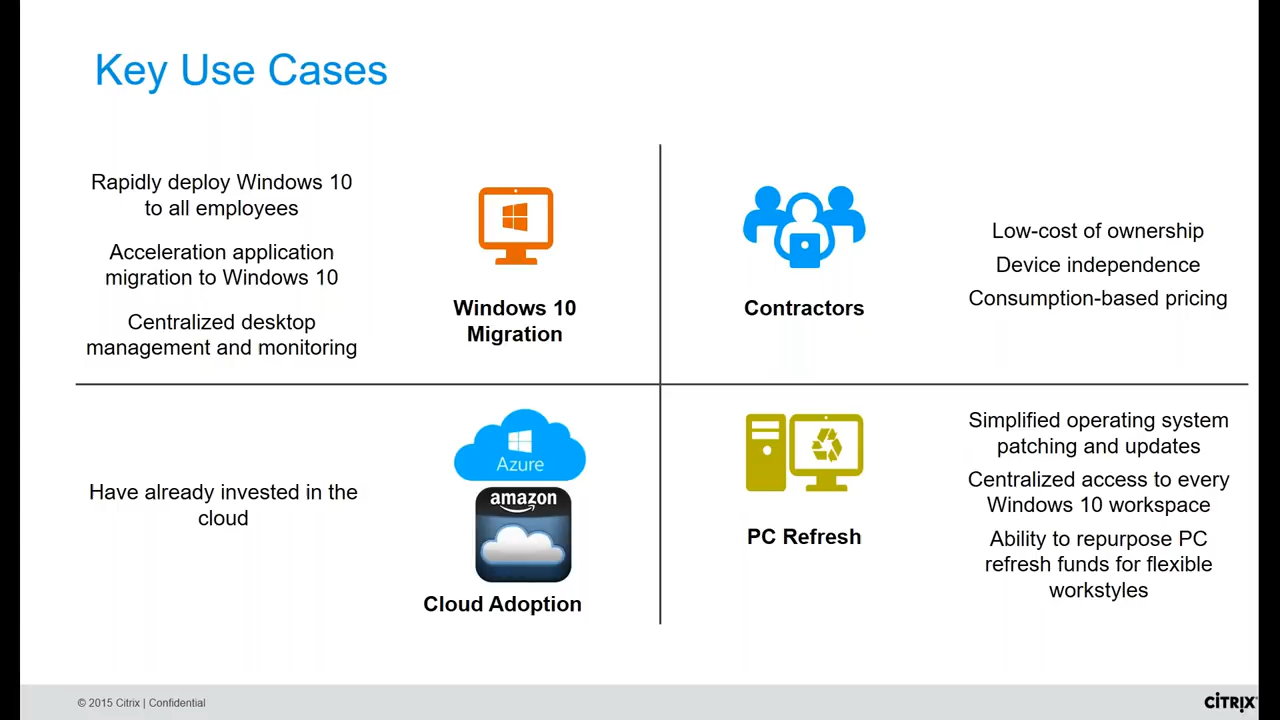 Key Use Cases
Rapidly deploy Windows 10
to all employees
Acceleration application
migration to Windows 10
Centralized desktop
management and monitoring
Windows 10
Migration
Contractors
Low-cost of ownership
Device independence
Consumption-based pricing
Have already invested in the
cloud
Azure
amazon
Cloud Adoption
PC Refresh
Simplified operating system
patching and updates
Centralized access to every
Windows 10 workspace
Ability to repurpose PC
refresh funds for flexible
workstyles
© 2015 Citrix | Confidential
CITRIX